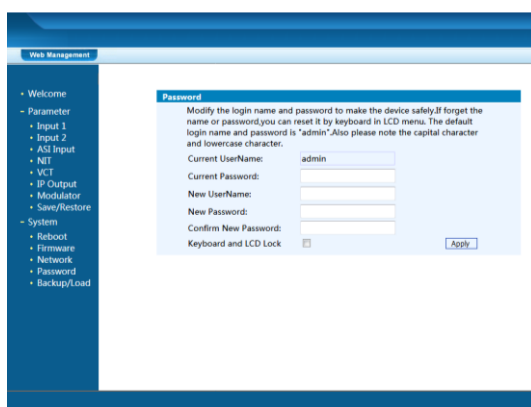 Web Management
Welcome
Parameter
Input 1
Input 2
ASI Input
NIT
VCT
IP Output
Modulator
Save/Restore
System
Reboot
Firmware
Network
Password
Backup/Load
Password
Modify the login name and password to make the device safely.If forget the
name or password,you can reset it by keyboard in LCD menu. The default
login name and password is "admin".Also please note the capital character
and lowercase character.
Current UserName: admin
Current Password:
New UserName:
New Password:
Confirm New Password:
Keyboard and LCD Lock Apply